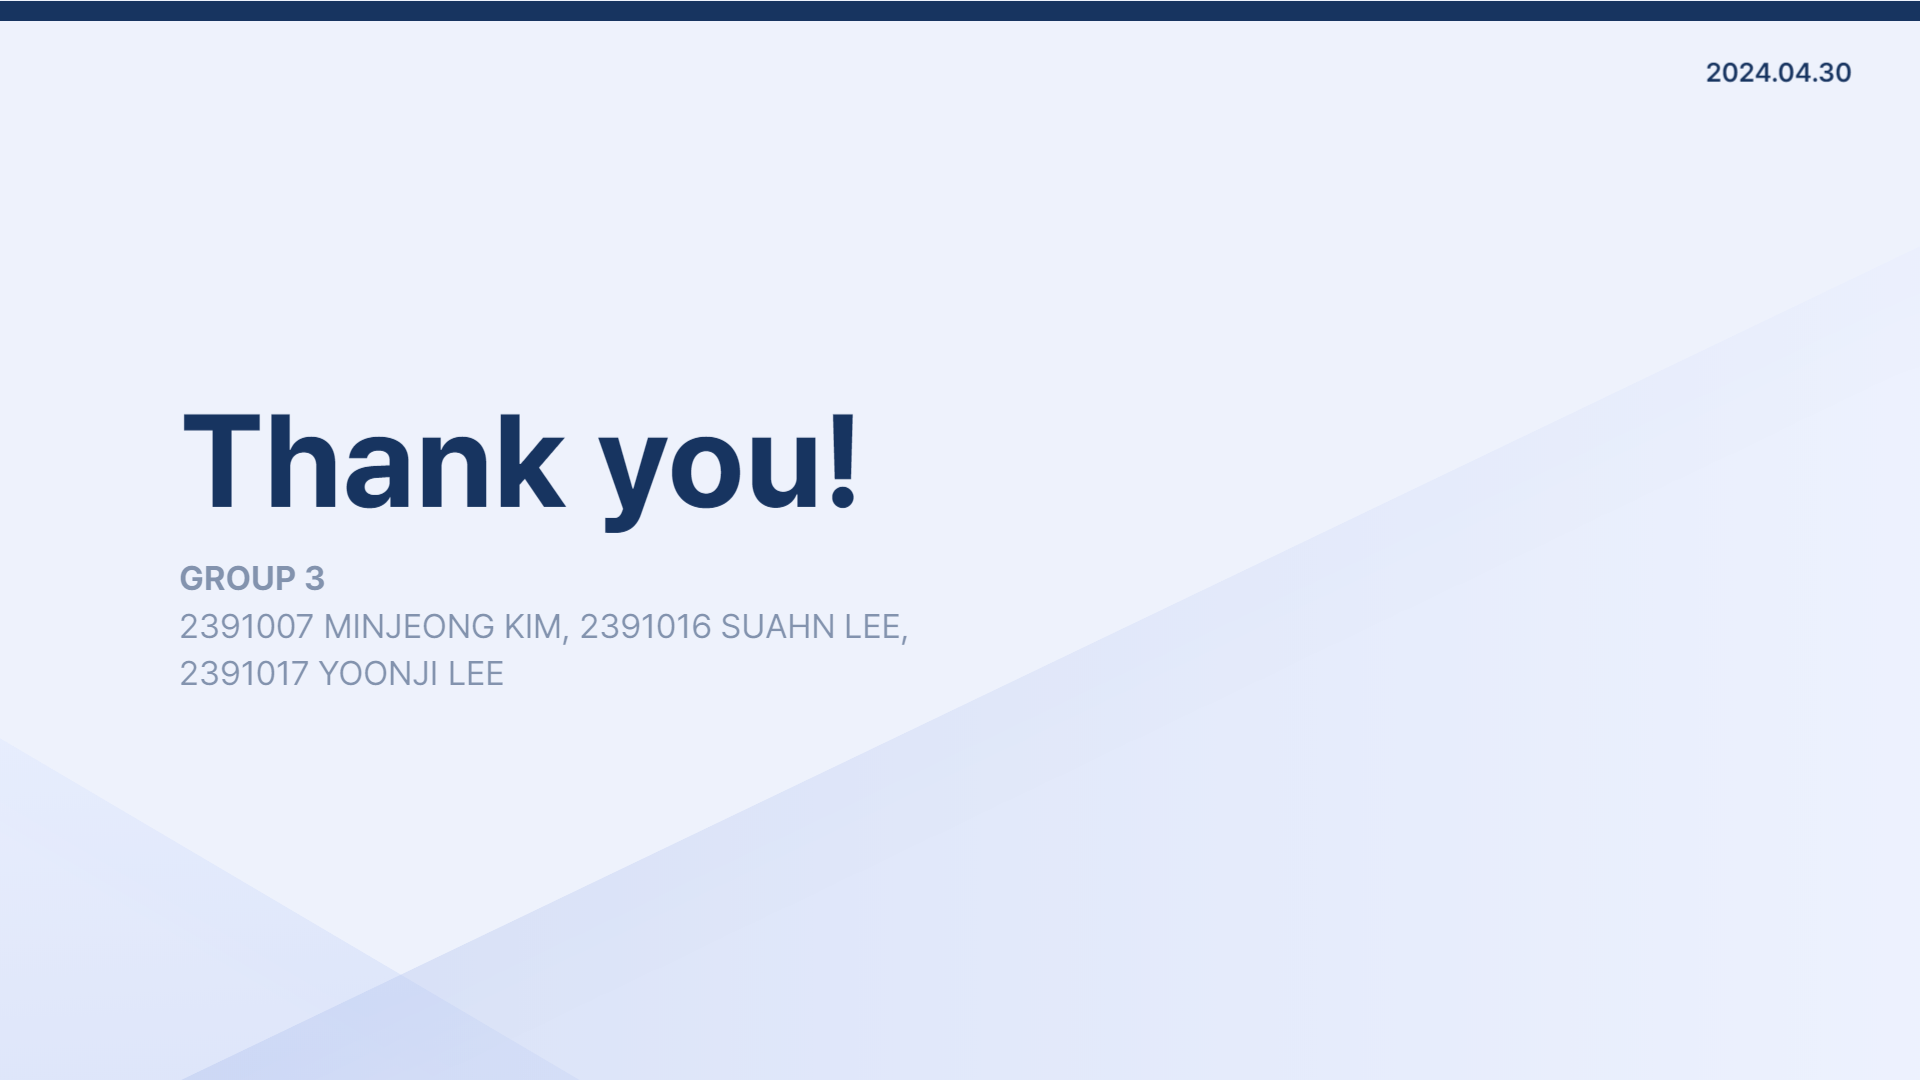 2024.04.30
Thank you!
GROUP 3
2391007 MINJEONG KIM, 2391016 SUAHN LEE,
2391017 YOONJI LEE